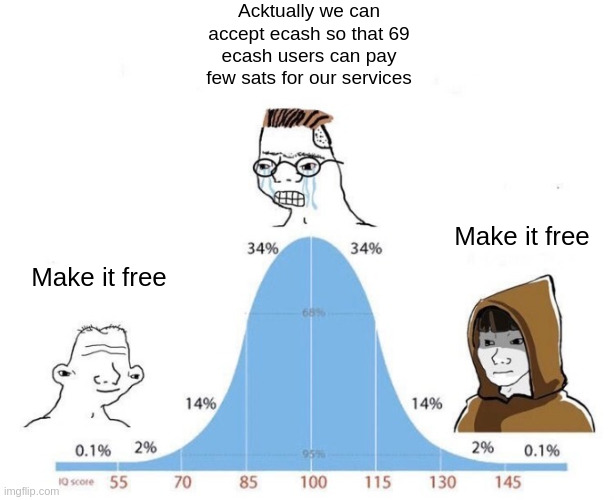 Acktually we can
accept ecash so that 69
ecash users can pay
few sats for our services
Make it free
Make it free
34% 34%
68%
14% 14%
0.1% 2% 95% 2% 0.1%
IQ score 55 70 85 100 115 130 145
imgflip.com